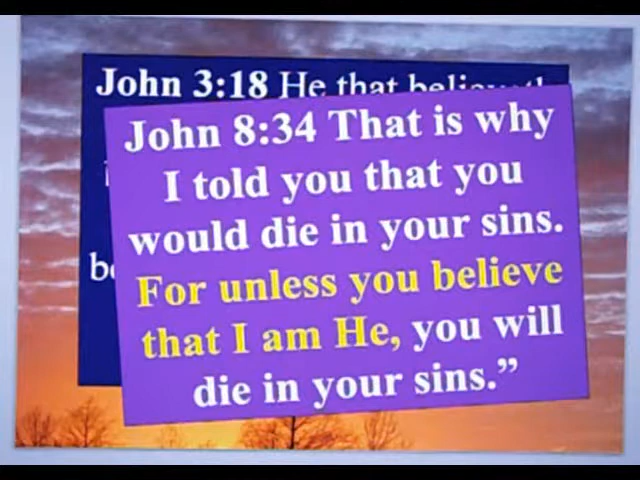 John 3:18 He that
John 8:34 That is why
I told you that you
would die in your sins.
For unless you believe
that I am He, you will
die in your sins.”